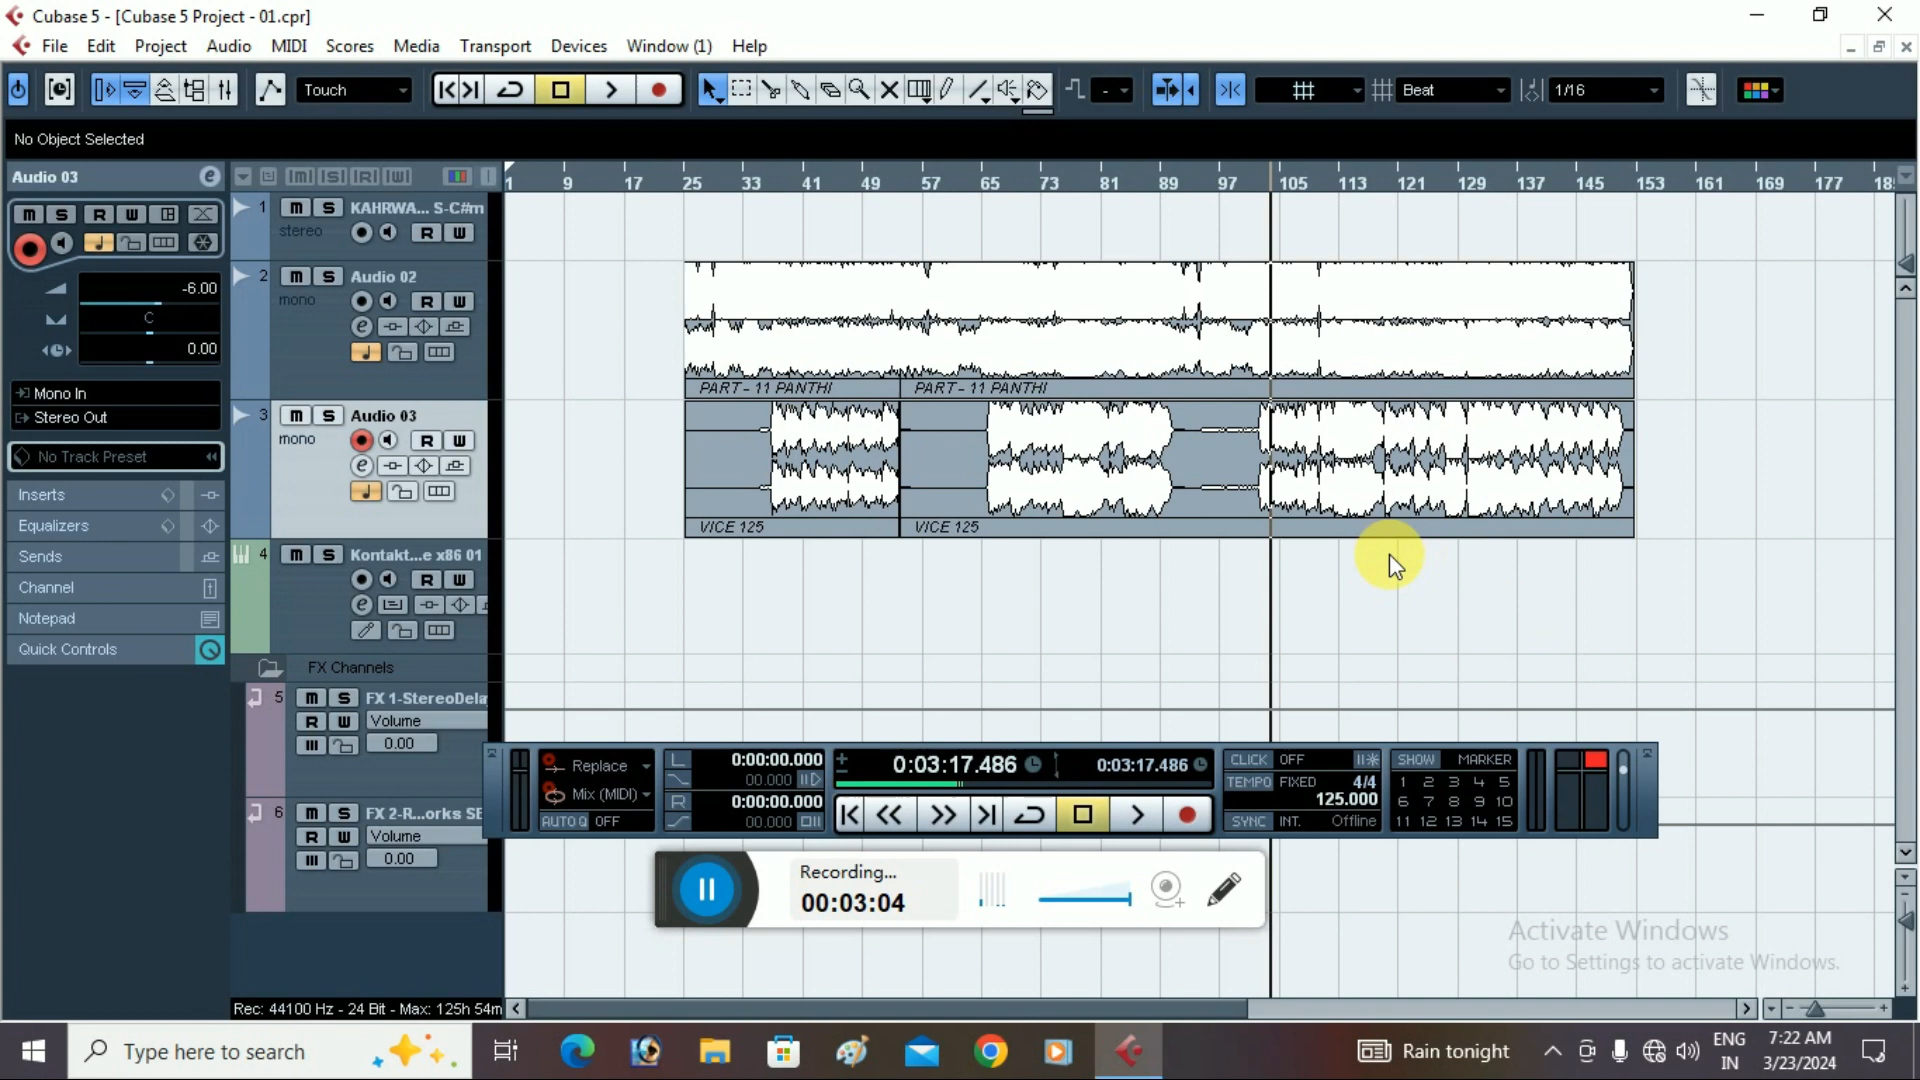 Cubase 5 - [Cubase 5 Project - 01.cpr]
File Edit Project Audio MIDI Scores Media Transport Devices Window (1) Help
Touch - Beat 1/16
No Object Selected
Audio 03
1 9 17 25 33 41 49 57 65 73 81 89 97 105 113 121 129 137 145 153 161 169 177
1 m S KAHRWA... S-C#m
stereo R W
2 m S Audio 02
mono R W
-6.00
C
0.00
PART - 11 PANTHI PART - 11 PANTHI
Mono In
Stereo Out
3 m S Audio 03
mono R W
No Track Preset
Inserts
Equalizers
Sends
Channel
Notepad
Quick Controls
VICE 125 VICE 125
4 m S Kontakt...e x86 01
R W
FX Channels
5 m S FX 1-StereoDela
R W Volume
0.00
6 m S FX 2-R...orks SE
R W Volume
0.00
Replace
Mix (MIDI)
AUTO Q OFF
L 0:00:00.000
00.000
R 0:00:00.000
00.000
0:03:17.486 0:03:17.486
CLICK OFF
TEMPO FIXED 4/4
125.000
SYNC INT. Offline
SHOW MARKER
1 2 3 4 5
6 7 8 9 10
11 12 13 14 15
Recording...
00:03:04
Activate Windows
Go to Settings to activate Windows.
Rec: 44100 Hz - 24 Bit - Max: 125h 54m
Type here to search
Rain tonight
ENG
IN
7:22 AM
3/23/2024